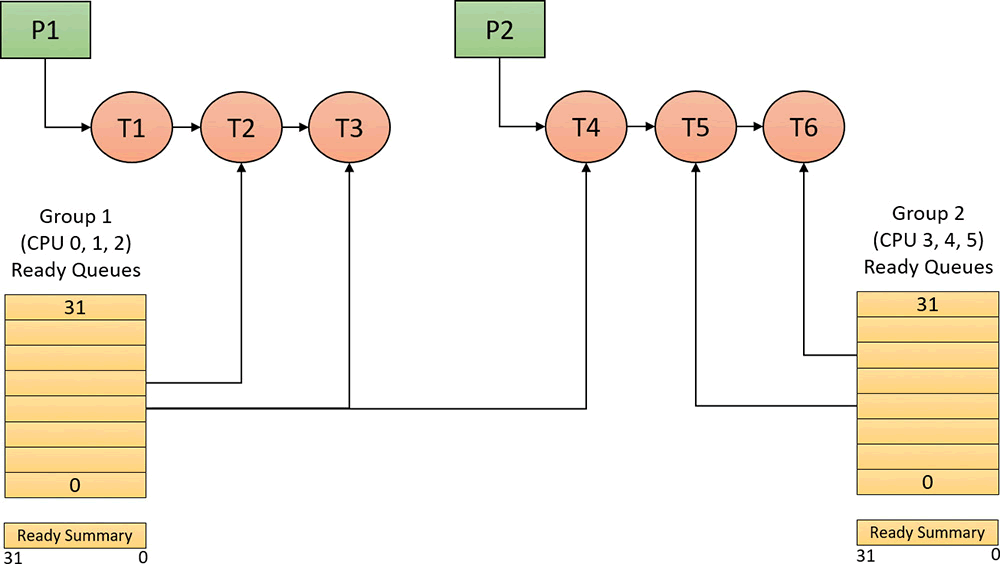 P1
P2
T1
T2
T3
T4
T5
T6
Group 1
(CPU 0, 1, 2)
Ready Queues
31
0
Ready Summary
31
0
Group 2
(CPU 3, 4, 5)
Ready Queues
31
0
Ready Summary
31
0